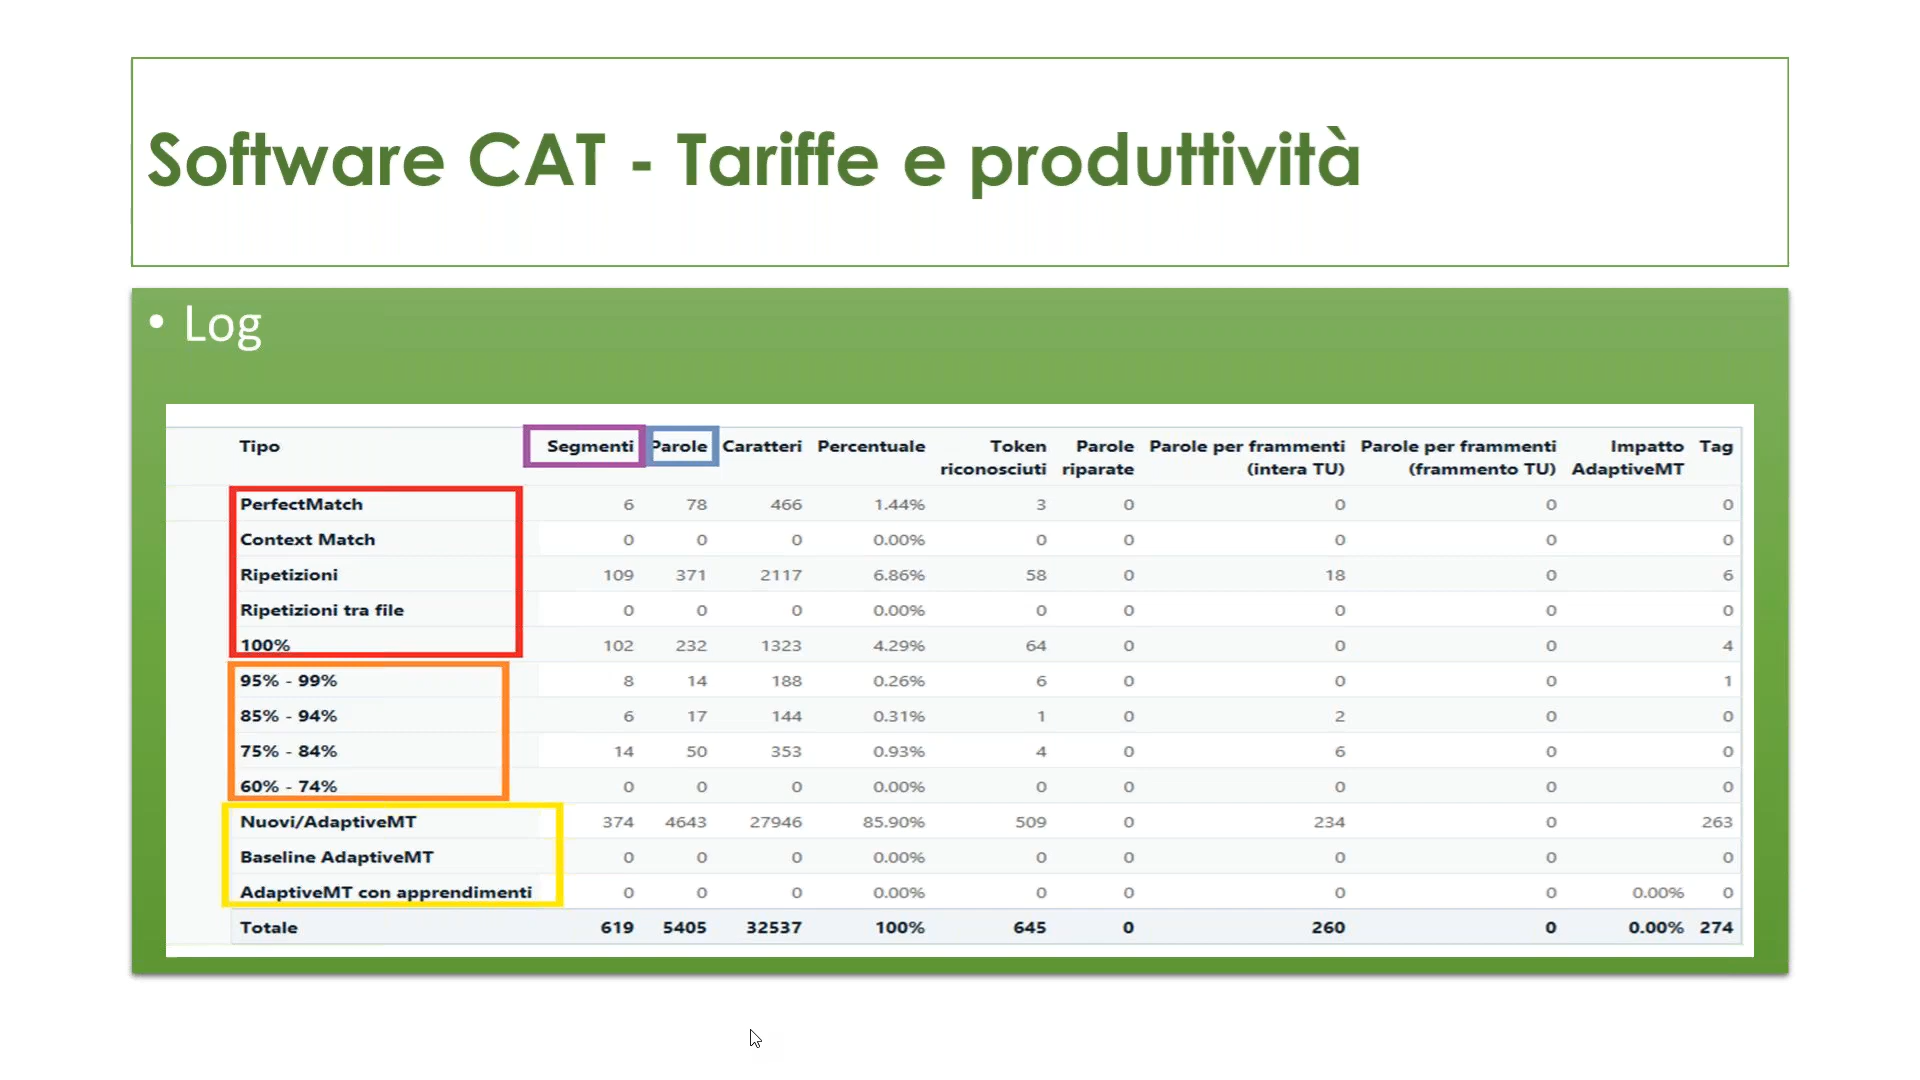 Software CAT - Tariffe e produttività
• Log
Tipo Segmenti Parole Caratteri Percentuale Token riconosciuti Parole riparate Parole per frammenti (intera TU) Parole per frammenti (frammento TU) Impatto AdaptiveMT Tag
PerfectMatch 6 78 466 1.44% 3 0 0 0 0
Context Match 0 0 0 0.00% 0 0 0 0 0
Ripetizioni 109 371 2117 6.86% 58 0 18 0 6
Ripetizioni tra file 0 0 0 0.00% 0 0 0 0 0
100% 102 232 1323 4.29% 64 0 0 0 4
95% - 99% 8 14 188 0.26% 6 0 0 0 1
85% - 94% 6 17 144 0.31% 1 0 2 0 0
75% - 84% 14 50 353 0.93% 4 0 6 0 0
60% - 74% 0 0 0 0.00% 0 0 0 0 0
Nuovi/AdaptiveMT 374 4643 27946 85.90% 509 0 234 0 263
Baseline AdaptiveMT 0 0 0 0.00% 0 0 0 0 0
AdaptiveMT con apprendimenti 0 0 0 0.00% 0 0 0 0 0.00% 0
Totale 619 5405 32537 100% 645 0 260 0 0.00% 274